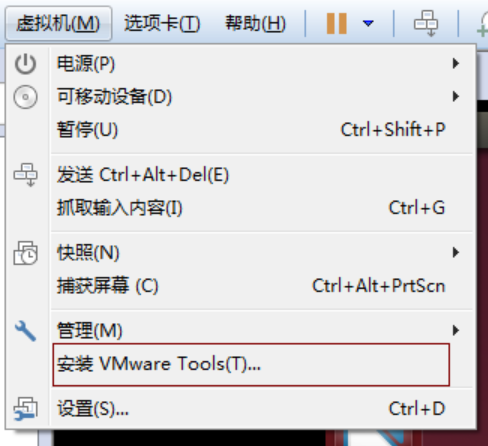 虚拟机(M) 选项卡(T) 帮助(H)
电源(P)
可移动设备(D)
暂停(U) Ctrl+Shift+P
发送 Ctrl+Alt+Del(E)
抓取输入内容(I) Ctrl+G
快照(N)
捕获屏幕 (C) Ctrl+Alt+PrtScn
管理(M)
安装 VMware Tools(T)...
设置(S)... Ctrl+D